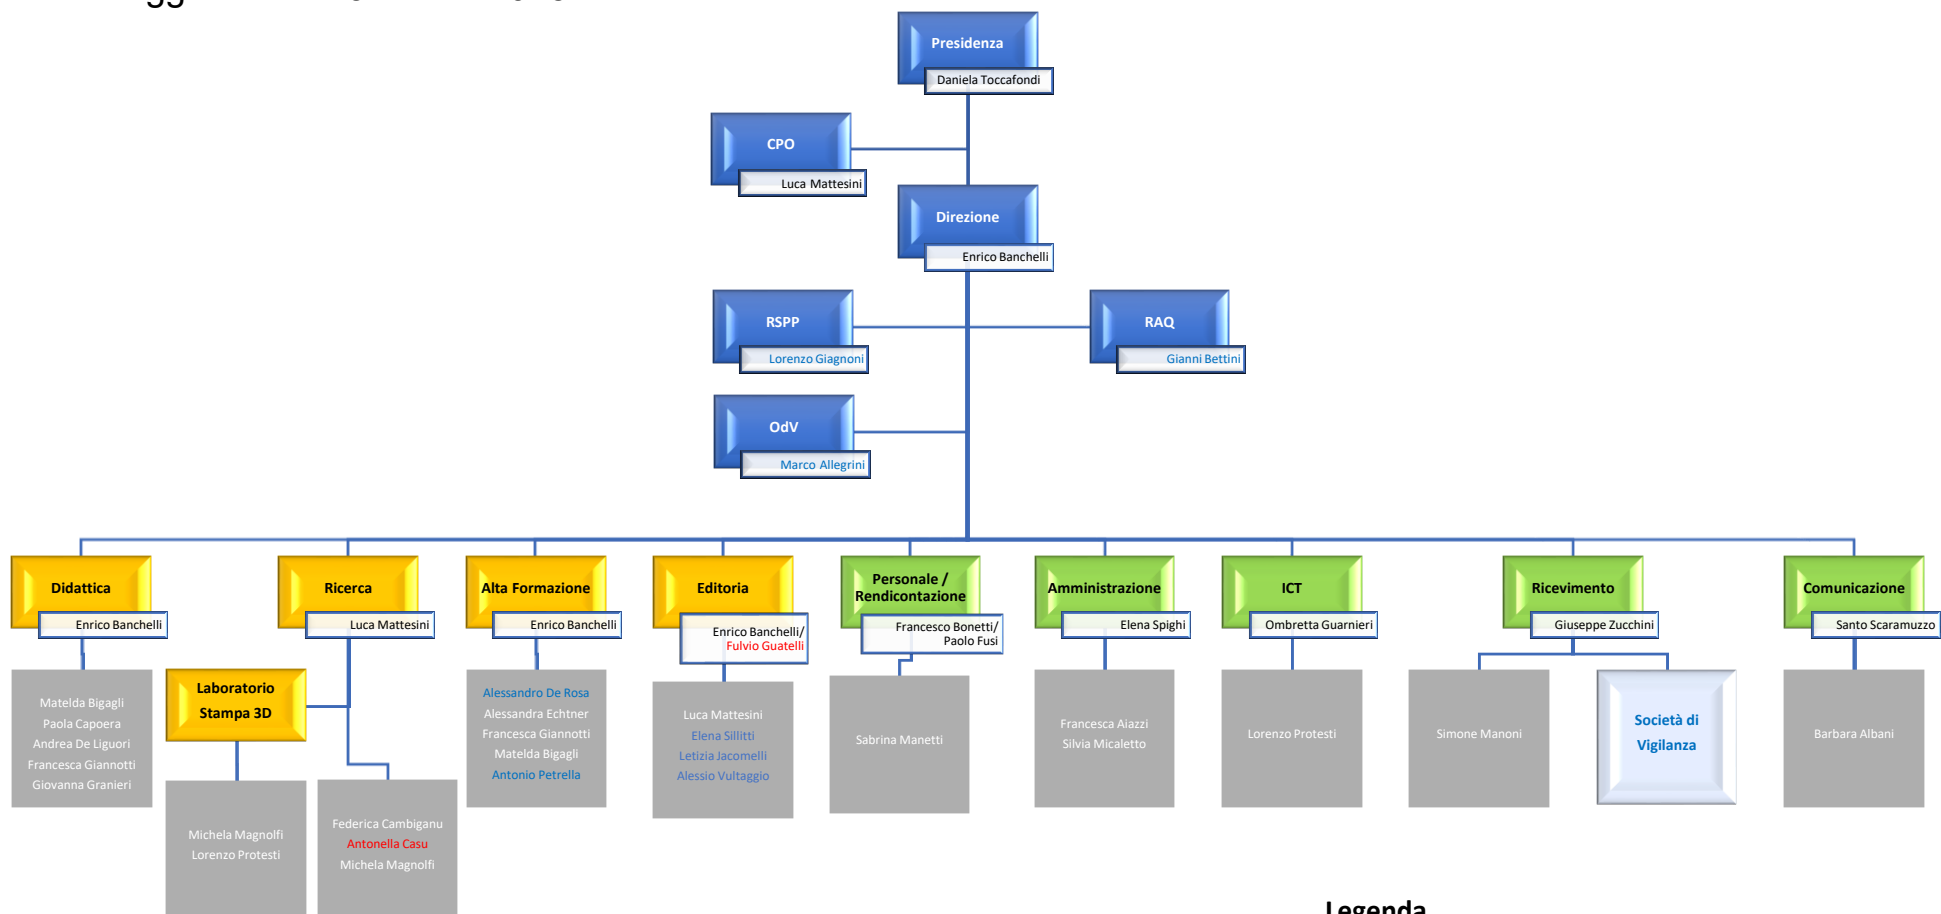 Presidenza
Daniela Toccafondi
CPO
Luca Mattesini
Direzione
Enrico Banchelli
RSPP
Lorenzo Giagnoni
RAQ
Gianni Bettini
OdV
Marco Allegrini
Didattica
Enrico Banchelli
Ricerca
Luca Mattesini
Alta Formazione
Enrico Banchelli
Editoria
Enrico Banchelli/
Fulvio Guatelli
Personale /
Rendicontazione
Francesco Bonetti/
Paolo Fusi
Amministrazione
Elena Spighi
ICT
Ombretta Guarnieri
Ricevimento
Giuseppe Zucchini
Comunicazione
Santo Scaramuzzo
Matelda Bigagli
Paola Capoera
Andrea De Liguori
Francesca Giannotti
Giovanna Granieri
Laboratorio
Stampa 3D
Michela Magnolfi
Lorenzo Protesti
Federica Cambiganu
Antonella Casu
Michela Magnolfi
Alessandro De Rosa
Alessandra Echtner
Francesca Giannotti
Matelda Bigagli
Antonio Petrella
Luca Mattesini
Elena Sillitti
Letizia Jacomelli
Alessio Vultaggio
Sabrina Manetti
Francesca Aiazzi
Silvia Micaletto
Lorenzo Protesti
Simone Manoni
Società di
Vigilanza
Barbara Albani
Legenda